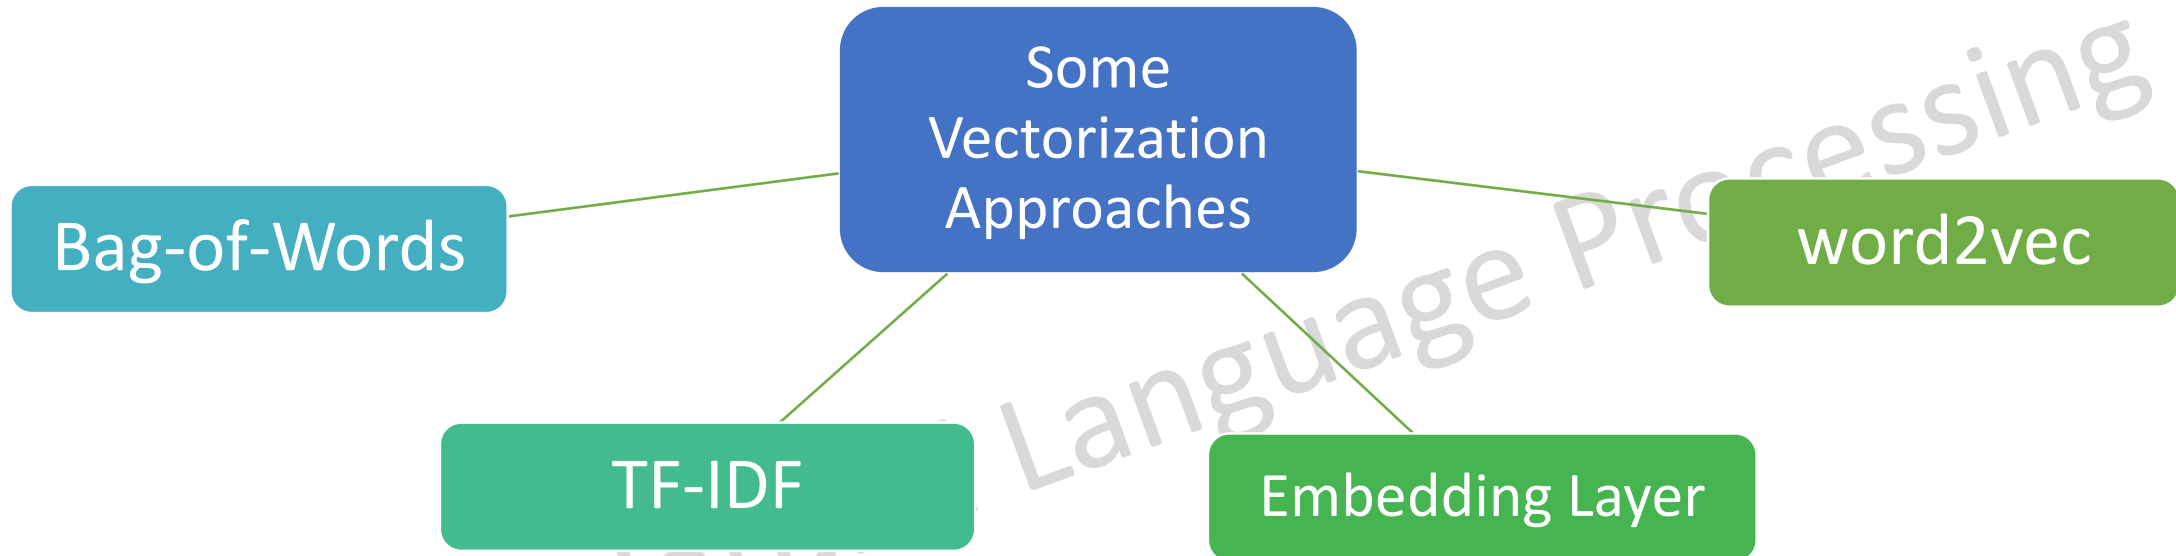 Some
Vectorization
Approaches
Bag-of-Words
word2vec
TF-IDF
Embedding Layer
Language Processing